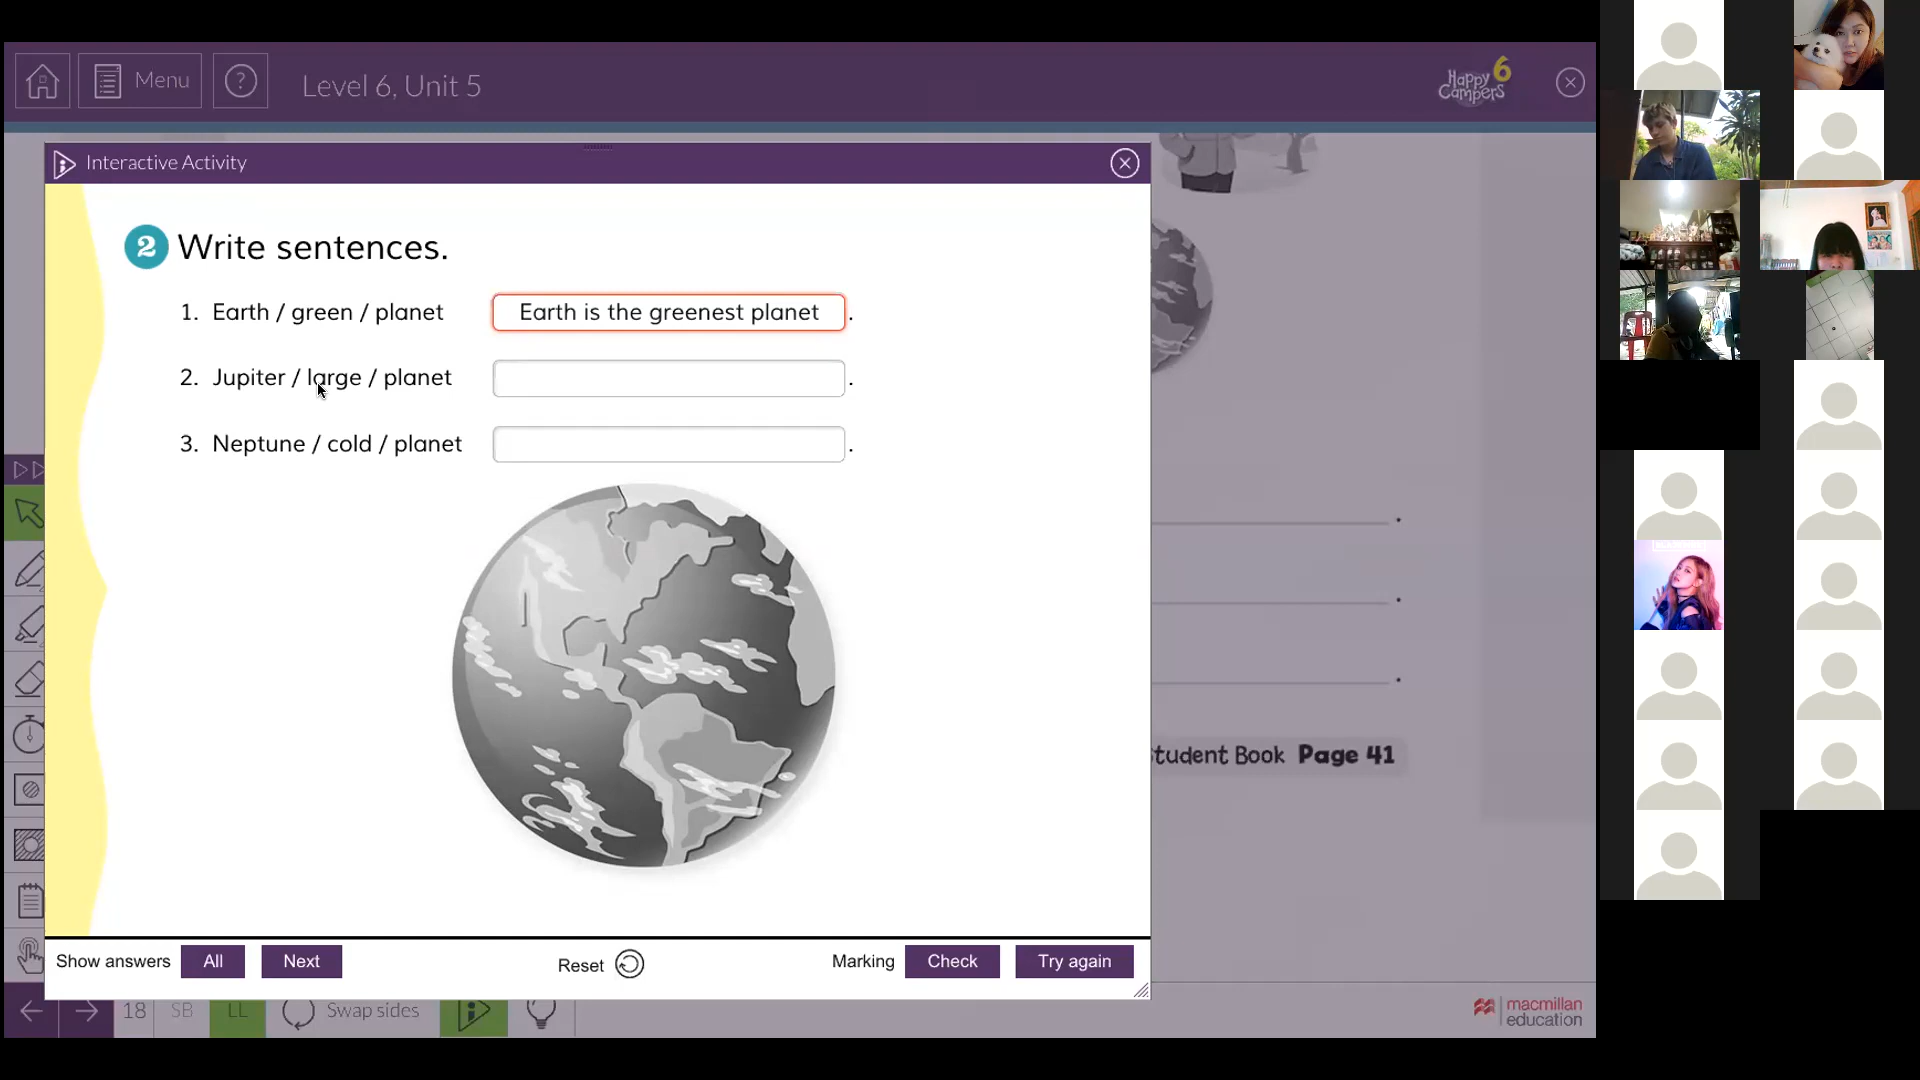 Menu
?
Level 6, Unit 5
Happy Campers 6
Interactive Activity
2 Write sentences.
1. Earth / green / planet
Earth is the greenest planet .
2. Jupiter / large / planet
.
3. Neptune / cold / planet
.
.
.
.
tudent Book Page 41
Show answers All Next
Reset
Marking Check Try again
18 SB LL Swap sides
macmillan
education